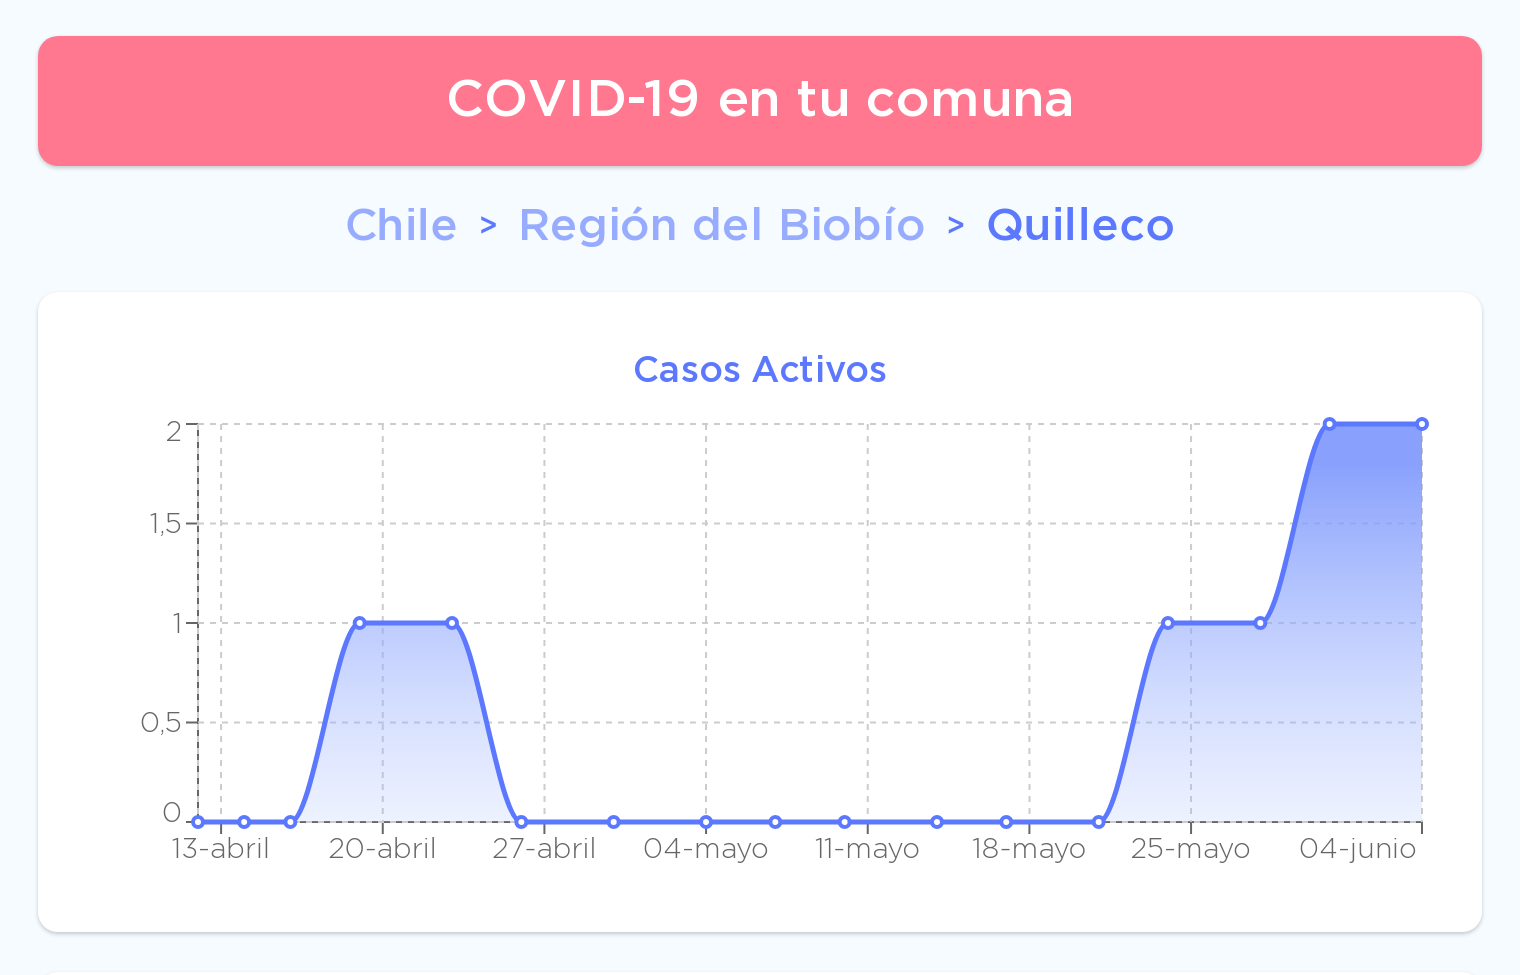 COVID-19 en tu comuna
Chile > Región del Biobío > Quilleco
Casos Activos
2
1,5
1
0,5
0
13-abril 20-abril 27-abril 04-mayo 11-mayo 18-mayo 25-mayo 04-junio